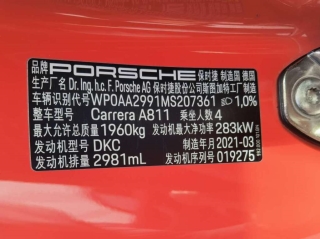 品牌 PORSCHE 保时捷 制造国 德国
生产厂名 Dr. Ing. h.c. F. Porsche AG 保时捷股份公司斯图加特工厂制造
车辆识别代号 WP0AA2991MS207361 1,0%
整车型号 Carrera A811 乘坐人数 4
最大允许总质量 1960kg 发动机最大净功率 283kW
发动机型号 DKC 制造年月 2021-03
发动机排量 2981mL 发动机序列号 019275